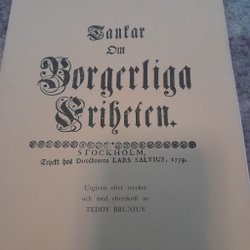 Tankar
Om
Borgerliga
Friheten.
STOCKHOLM,
Tryckt hos Directeuren LARS SALVIUS, 1759.
Utgiven efter trycket
och med efterskrift av
TEDDY BRUNIUS